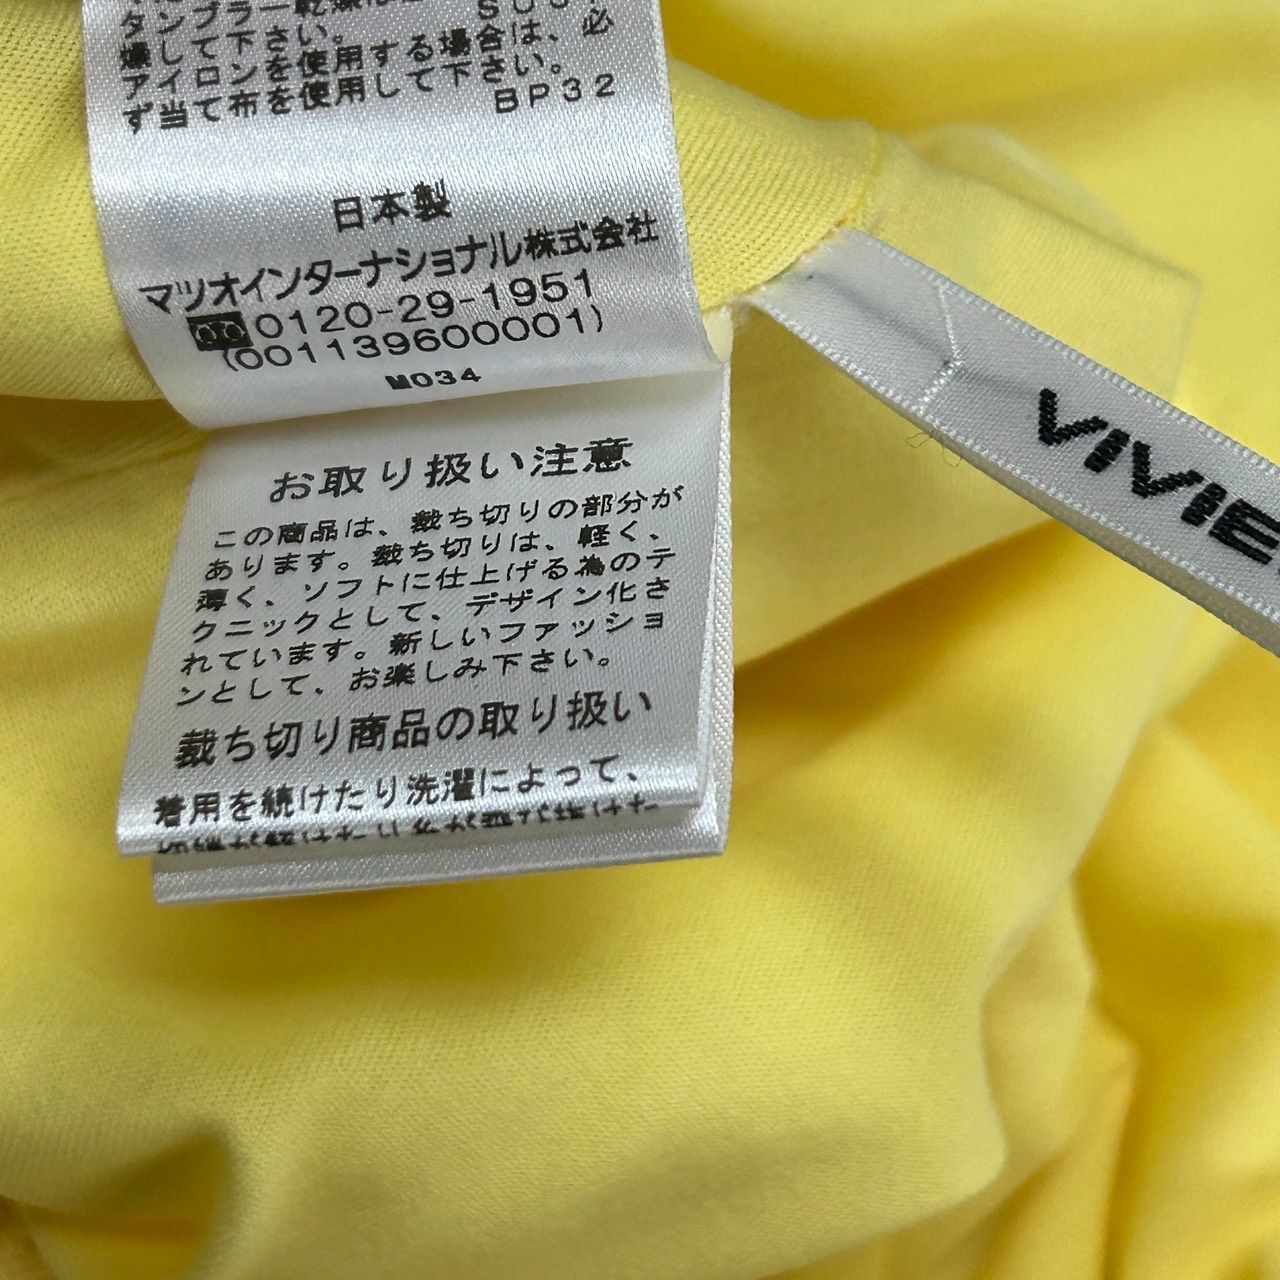 タンブラー乾燥は
燥して下さい。
アイロンを使用する場合は、必
ず当て布を使用して下さい。
BP32
日本製
マツオインターナショナル株式会社
0120-29-1951
(001139600001)
M034
お取り扱い注意
この商品は、裁ち切りの部分が
あります。裁ち切りは、軽く、
薄く、ソフトに仕上げる為のテ
クニックとして、デザイン化さ
れています。新しいファッショ
ンとして、お楽しみ下さい。
裁ち切り商品の取り扱い
着用を続けたり洗濯によって、
VIVIE